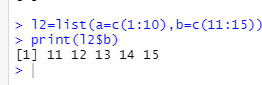 > l2=list(a=c(1:10),b=c(11:15))
> print(l2$b)
[1] 11 12 13 14 15
>